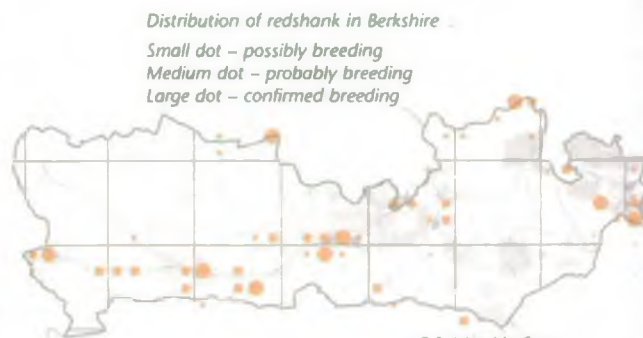 Distribution of redshank in Berkshire
Small dot – possibly breeding
Medium dot – probably breeding
Large dot – confirmed breeding